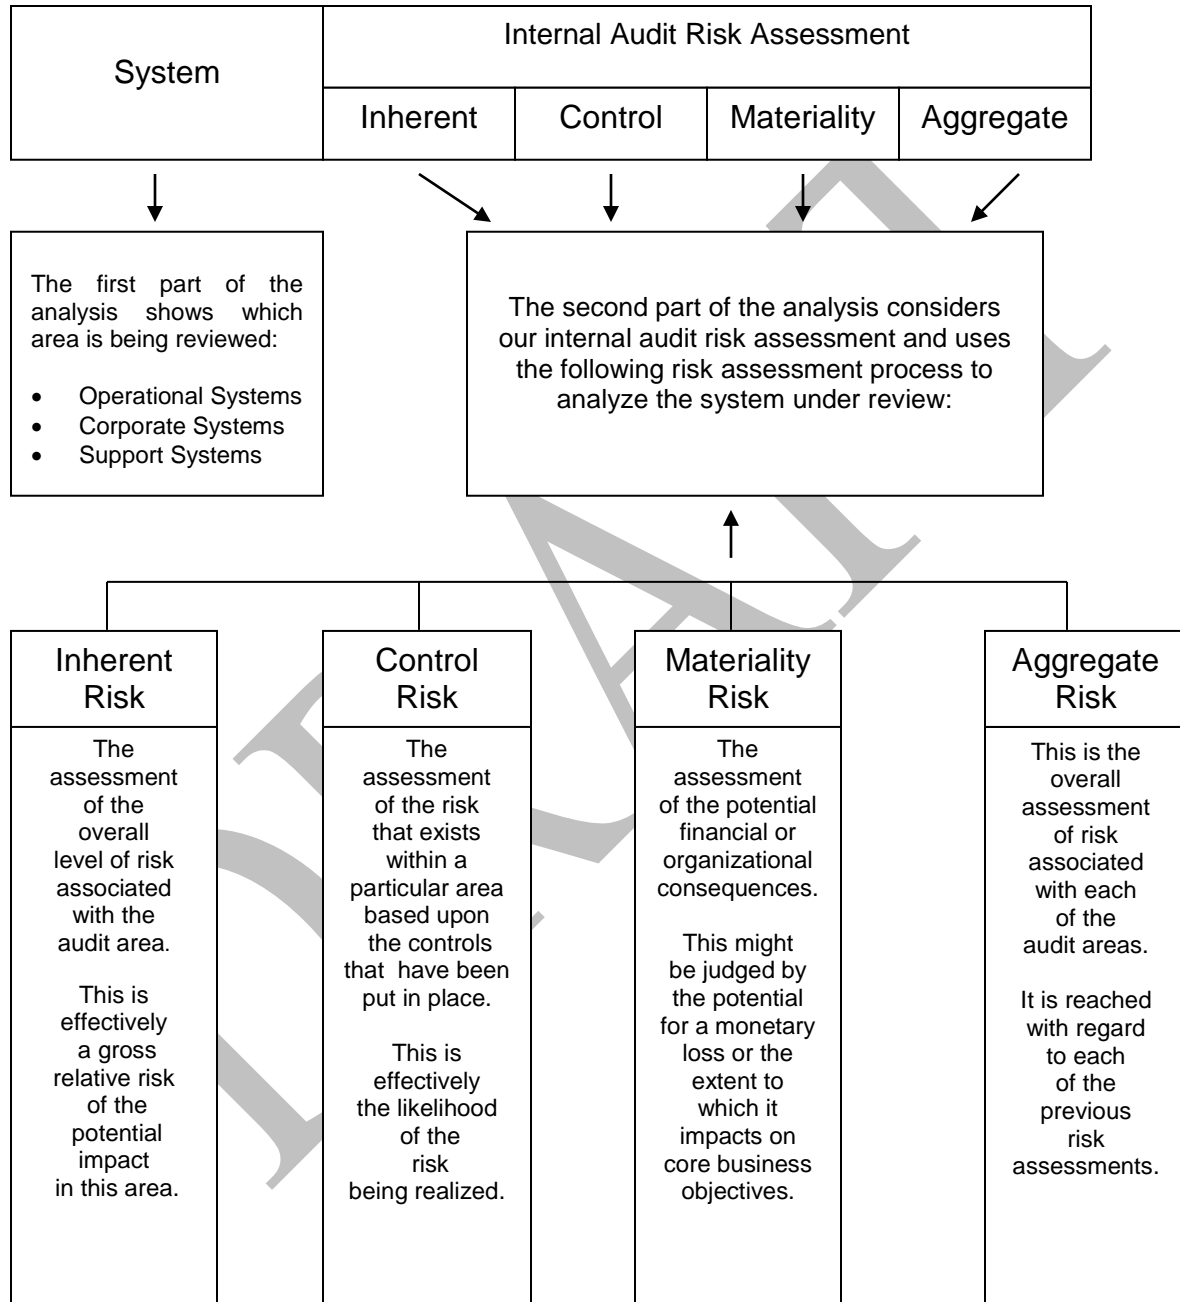 System
Internal Audit Risk Assessment
Inherent
Control
Materiality
Aggregate
The first part of the
analysis shows which
area is being reviewed:
• Operational Systems
• Corporate Systems
• Support Systems
The second part of the analysis considers
our internal audit risk assessment and uses
the following risk assessment process to
analyze the system under review:
Inherent
Risk
The
assessment
of the
overall
level of risk
associated
with the
audit area.
This is
effectively
a gross
relative risk
of the
potential
impact
in this area.
Control
Risk
The
assessment
of the risk
that exists
within a
particular area
based upon
the controls
that have been
put in place.
This is
effectively
the likelihood
of the
risk
being realized.
Materiality
Risk
The
assessment
of the potential
financial or
organizational
consequences.
This might
be judged by
the potential
for a monetary
loss or the
extent to
which it
impacts on
core business
objectives.
Aggregate
Risk
This is the
overall
assessment
of risk
associated
with each
of the
audit areas.
It is reached
with regard
to each
of the
previous
risk
assessments.
DRAFT